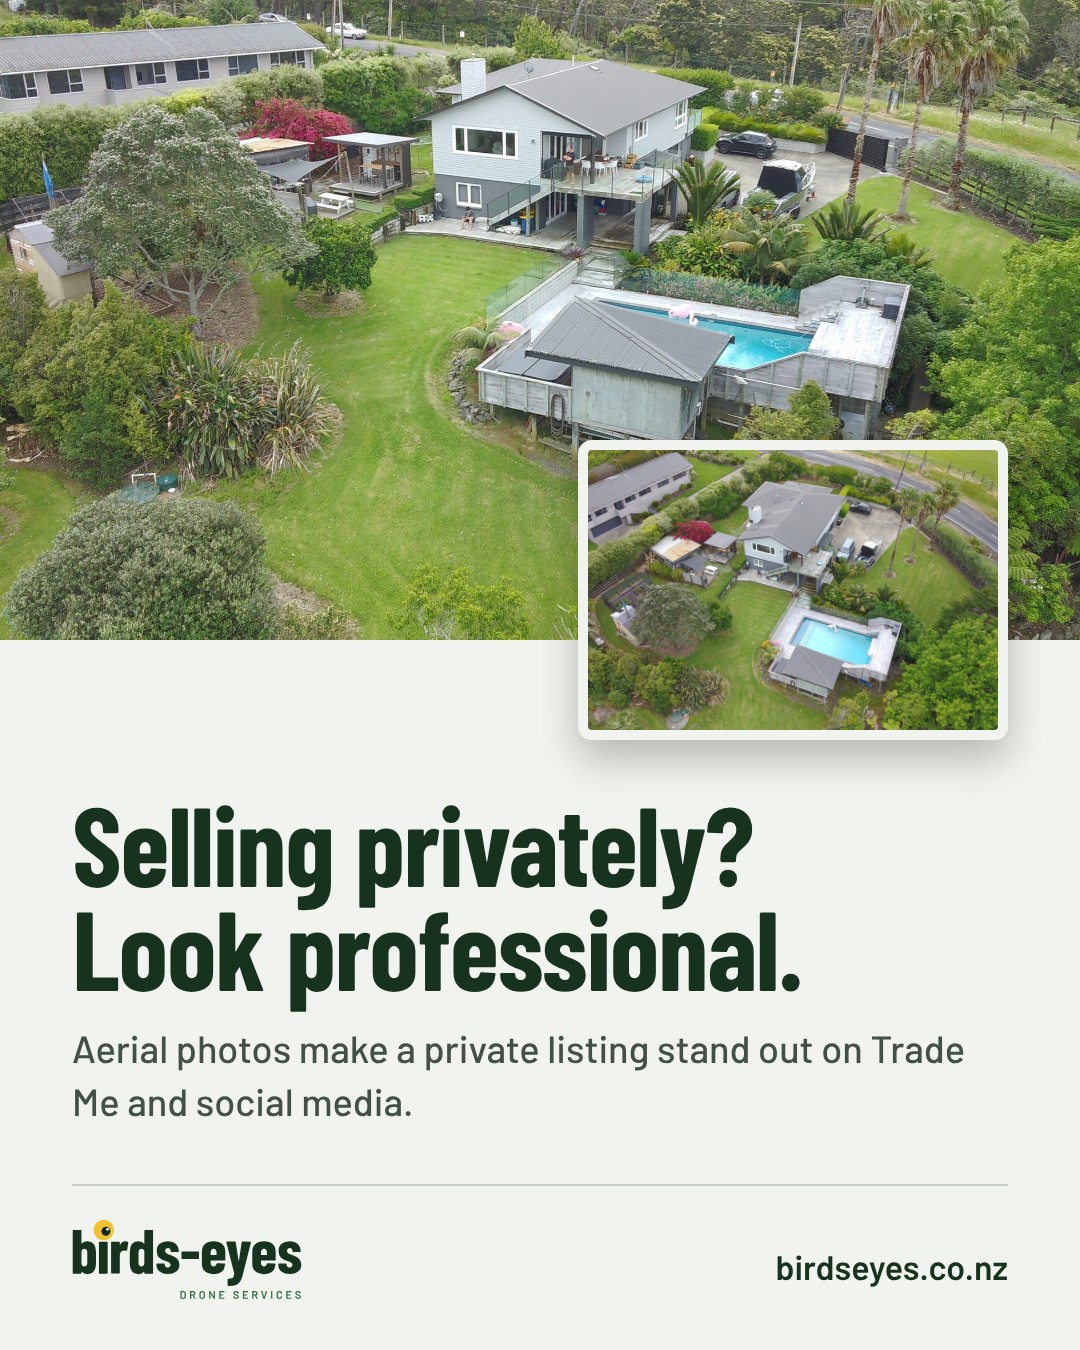 Selling privately?
Look professional.
Aerial photos make a private listing stand out on Trade
Me and social media.
birds-eyes
DRONE SERVICES
birdseyes.co.nz